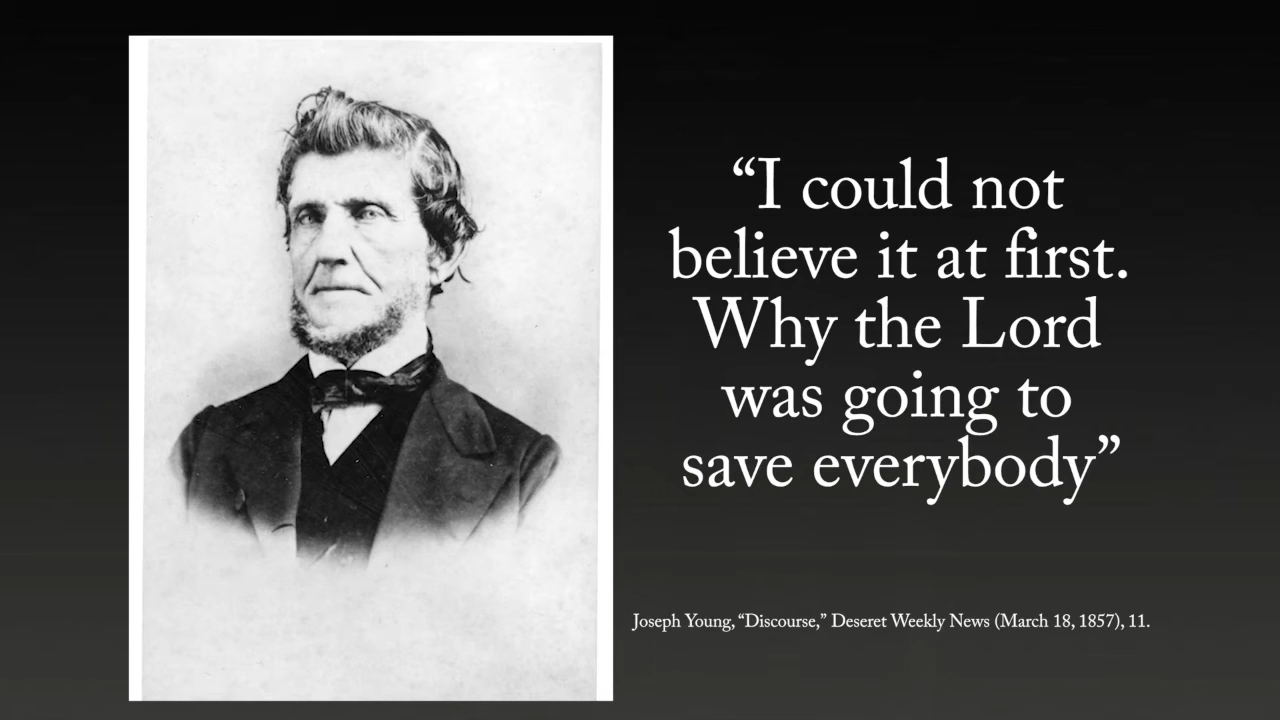 “I could not
believe it at first.
Why the Lord
was going to
save everybody”
Joseph Young, “Discourse,” Deseret Weekly News (March 18, 1857), 11.